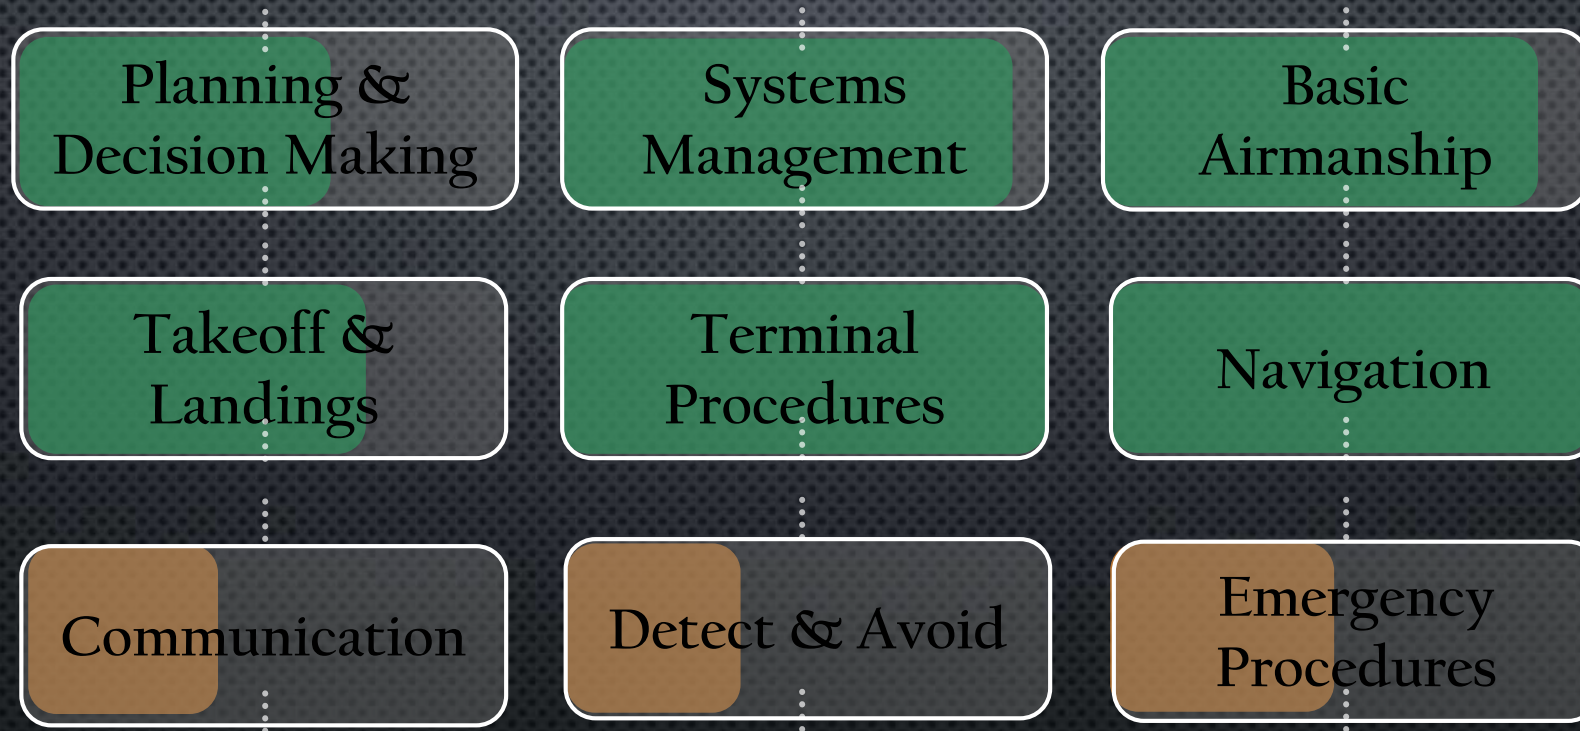 Planning &
Decision Making
Systems
Management
Basic
Airmanship
Takeoff &
Landings
Terminal
Procedures
Navigation
Communication
Detect & Avoid
Emergency
Procedures